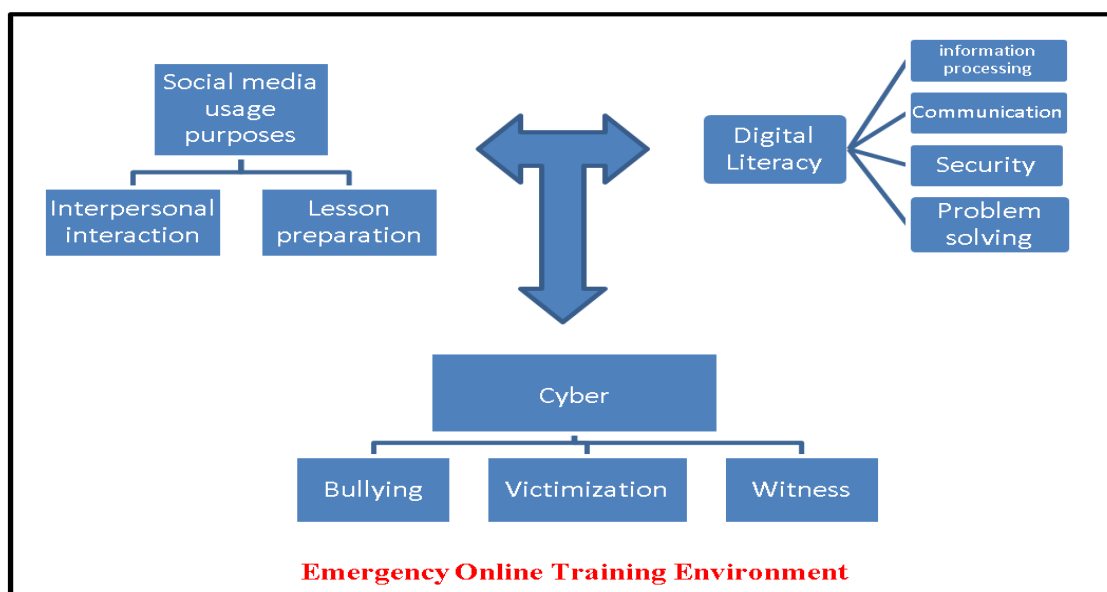 Social media
usage
purposes
Interpersonal
interaction
Lesson
preparation
Digital
Literacy
information
processing
Communication
Security
Problem
solving
Cyber
Bullying
Victimization
Witness
Emergency Online Training Environment